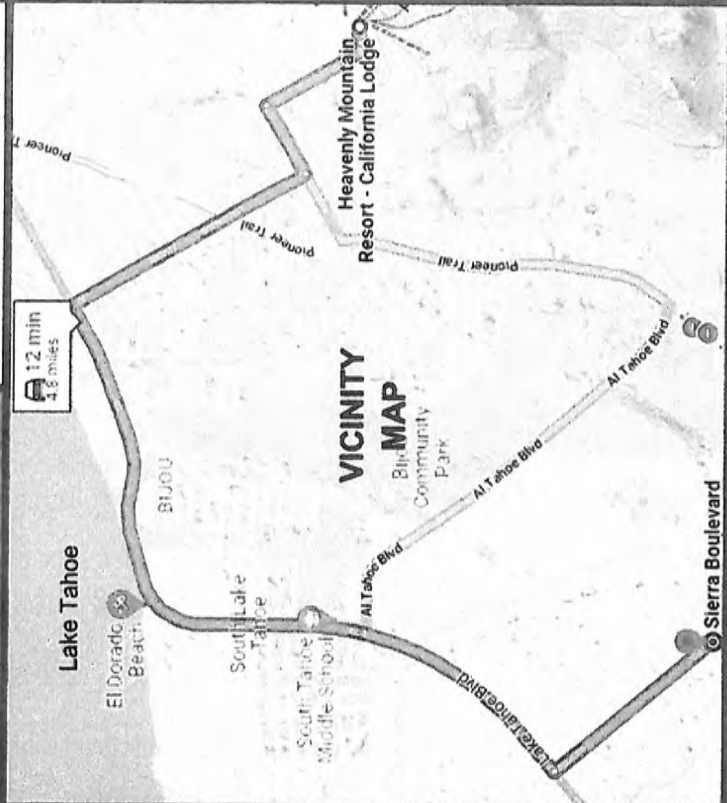 Pioneer T
Heavenly Mountain
Resort - California Lodge
12 min
4.8 miles
Pioneer Trail
Pioneer Trail
Pioneer Trail
Lake Tahoe
BIJOU
El Dorado
Beach
VICINITY
MAP
Community
Park
Al Tahoe Blvd
Al Tahoe Blvd
Al Tahoe Blvd
South Lake
Tahoe
South Tahoe
Middle School
Lake Tahoe Blvd
Sierra Boulevard